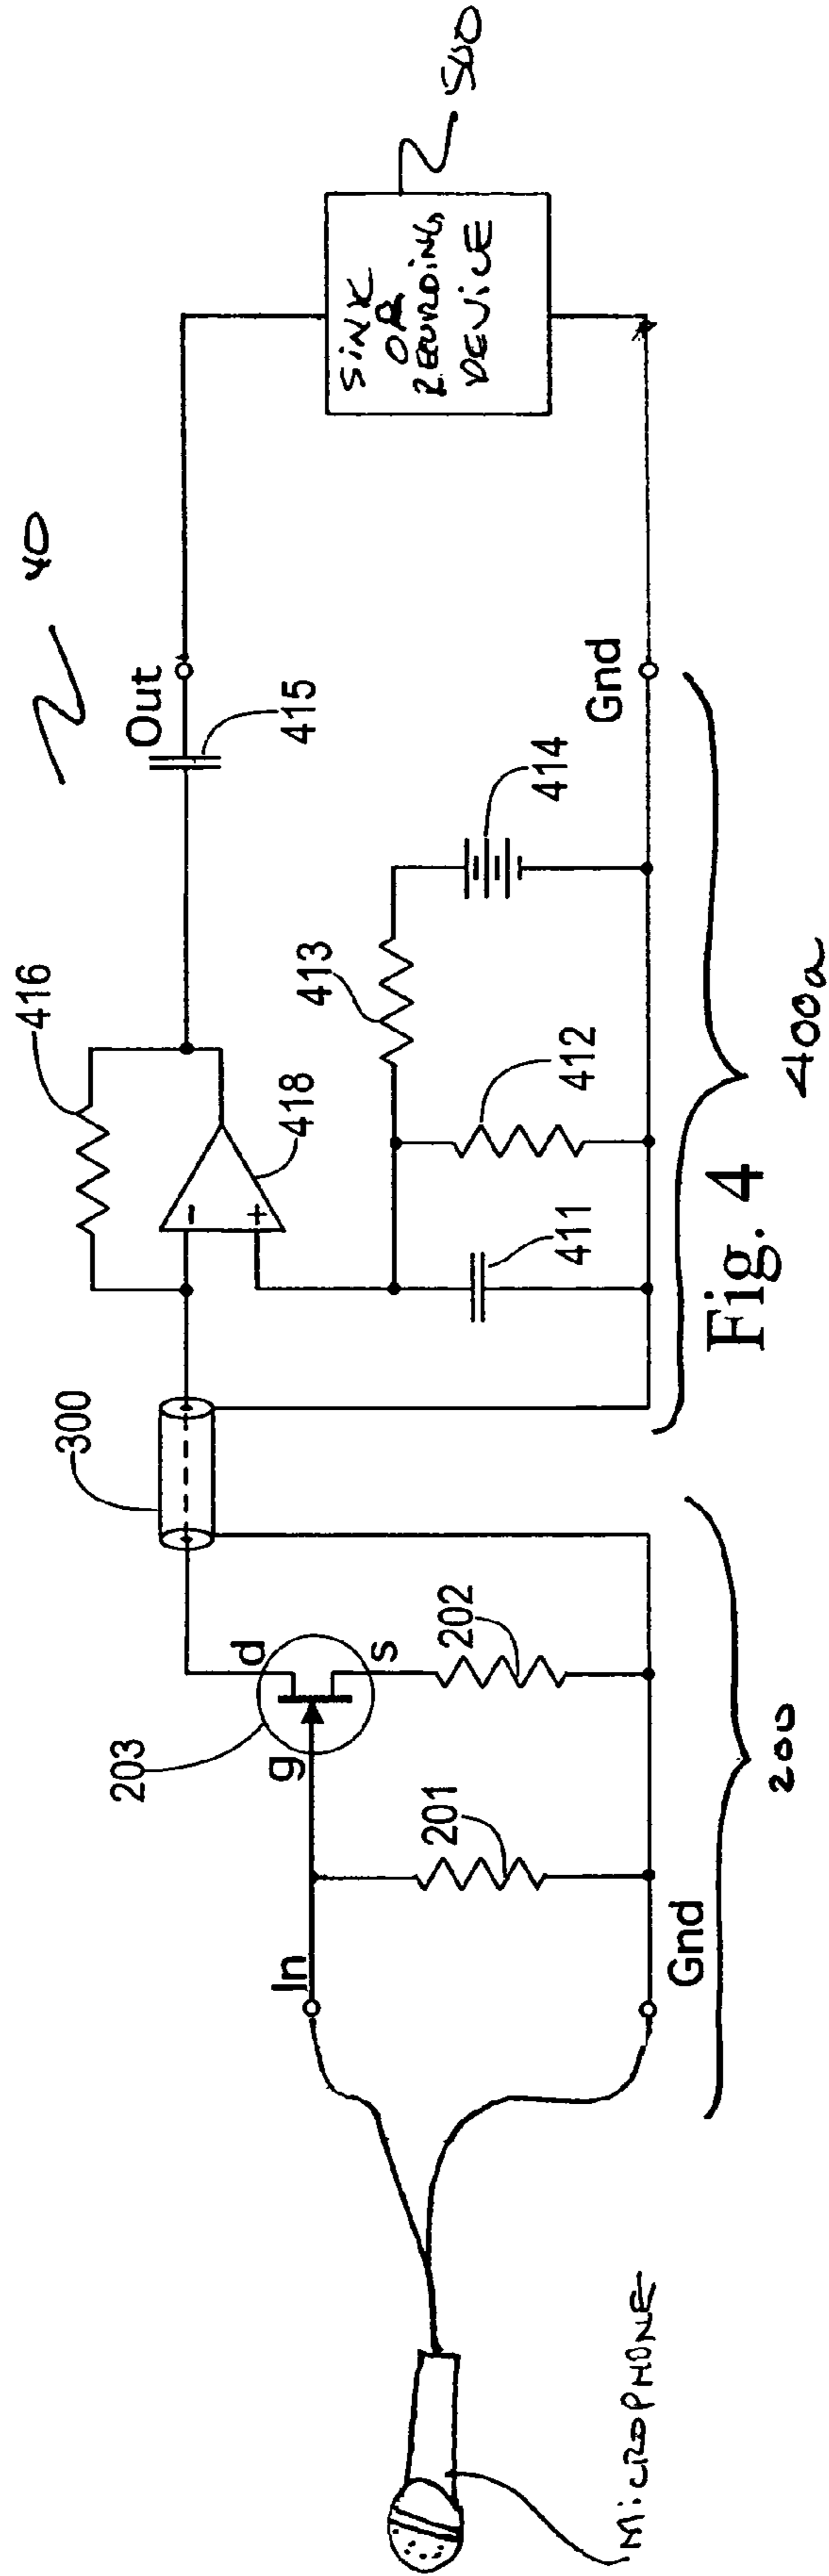 40
416
Out
415
SINK
OR
RECORDING
DEVICE
500
300
418
-
+
413
414
412
411
Gnd
400a
203
d
g
s
202
In
201
Gnd
200
MICROPHONE
Fig. 4